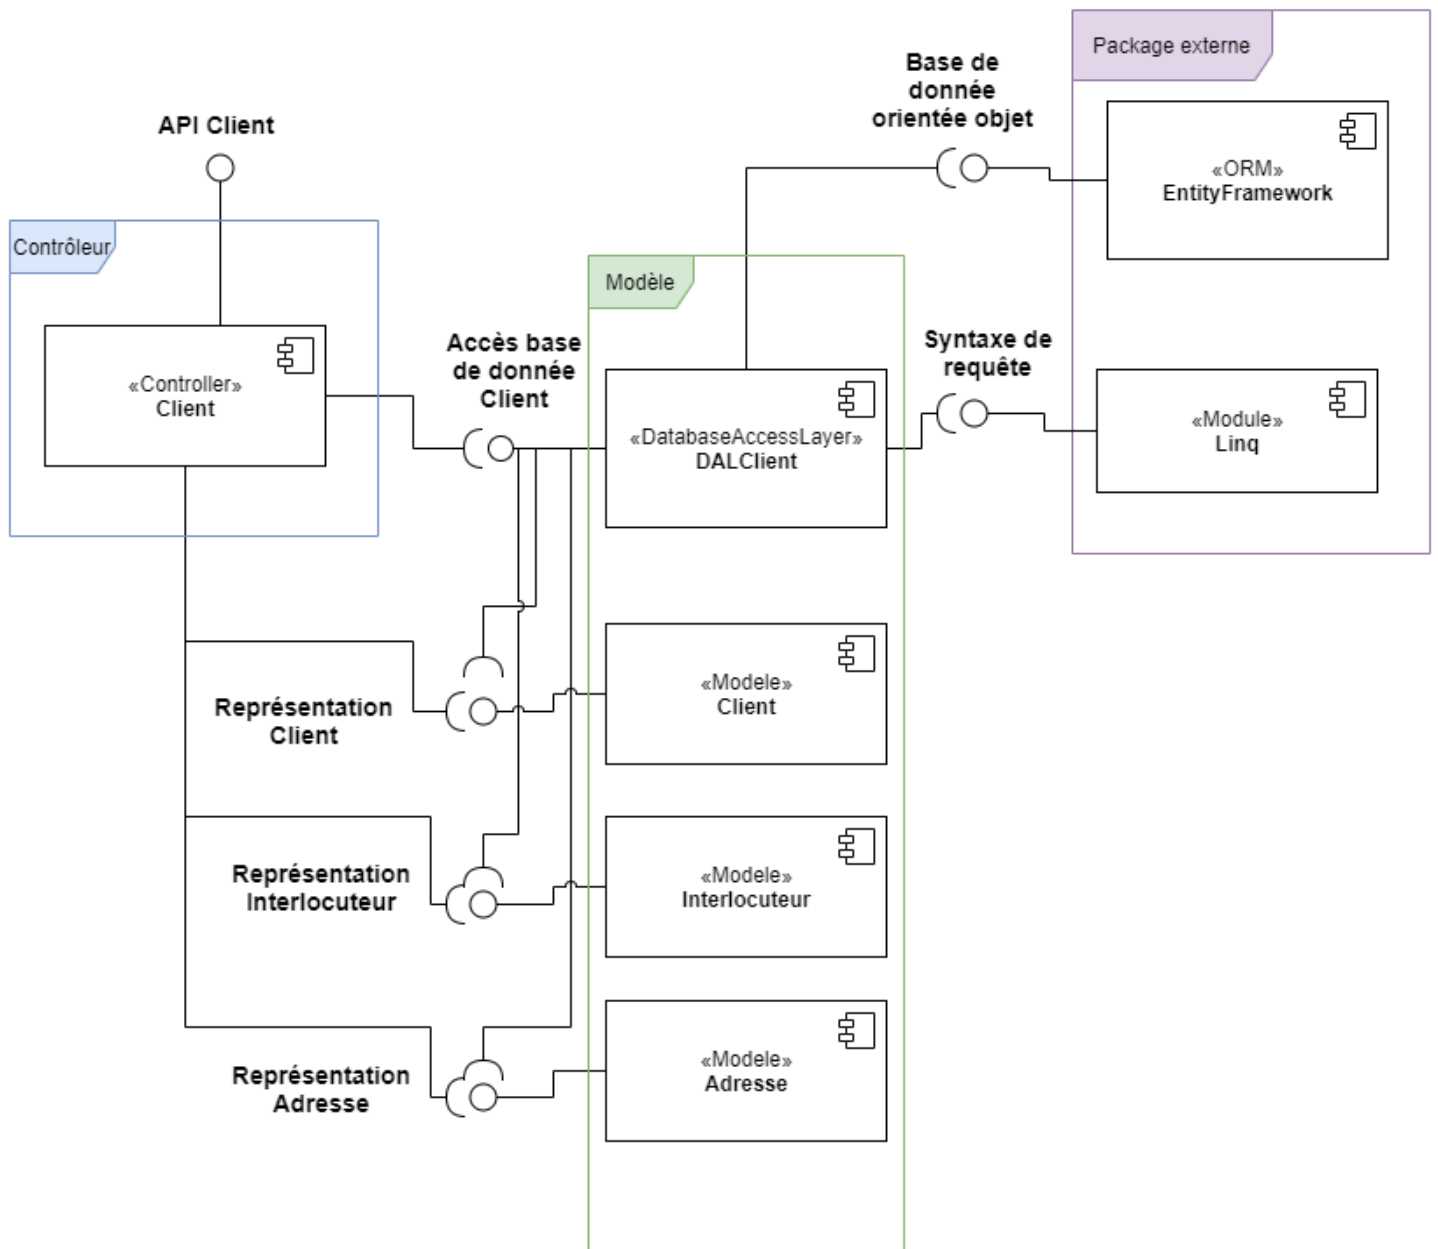 Package externe
Base de
donnée
orientée objet
«ORM»
EntityFramework
API Client
Contrôleur
«Controller»
Client
Accès base
de donnée
Client
Modèle
«DatabaseAccessLayer»
DALClient
Syntaxe de
requête
«Module»
Linq
Représentation
Client
«Modele»
Client
Représentation
Interlocuteur
«Modele»
Interlocuteur
Représentation
Adresse
«Modele»
Adresse